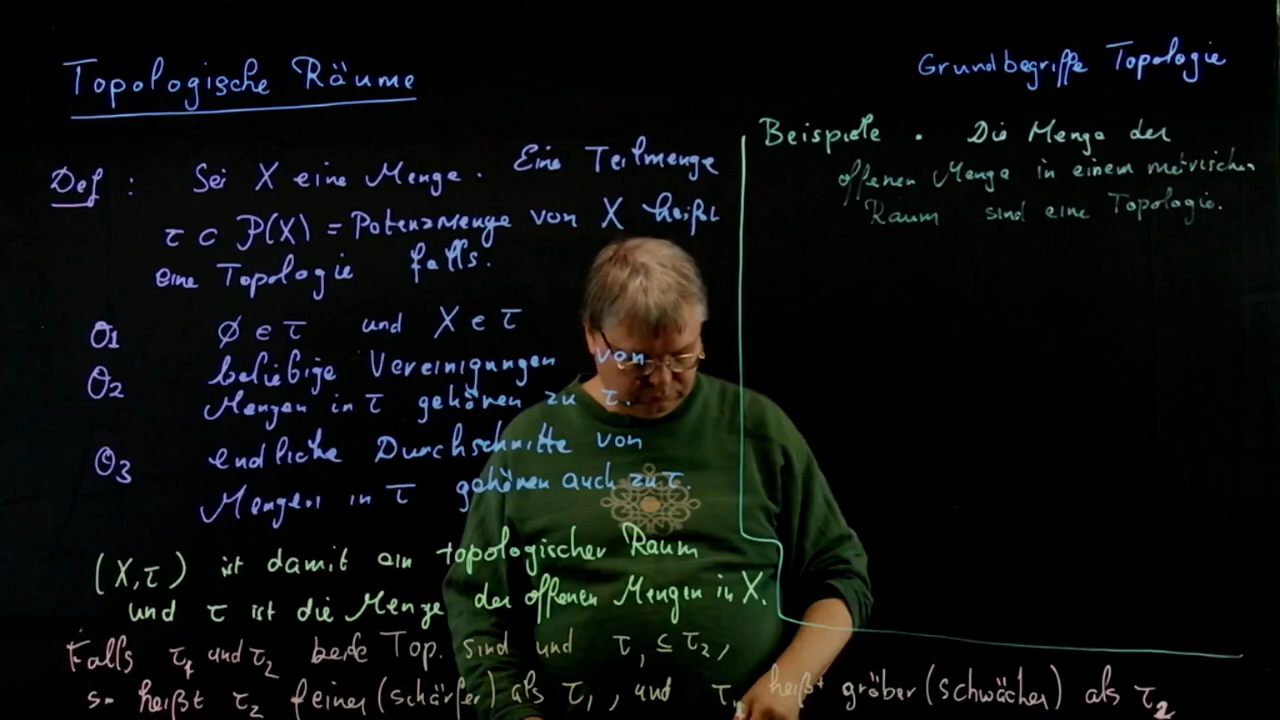 Topologische Räume
Grundbegriffe Topologie
Def : Sei X eine Menge. Eine Teilmenge
τ ⊂ P(X) = Potenzmenge von X heißt
eine Topologie falls.
O1 ∅ ∈ τ und X ∈ τ
O2 beliebige Vereinigungen von
Mengen in τ gehören zu τ.
O3 endliche Durchschnitte von
Mengen in τ gehören auch zu τ.
(X,τ) ist damit ein topologischer Raum
und τ ist die Menge der offenen Mengen in X.
Falls τ₁ und τ₂ beide Top. sind und τ₁ ⊆ τ₂,
so heißt τ₂ feiner (schärfer) als τ₁, und τ₁ heißt gröber (schwächer) als τ₂
Beispiele . Die Menge der
offenen Menge in einem metrischen
Raum sind eine Topologie.